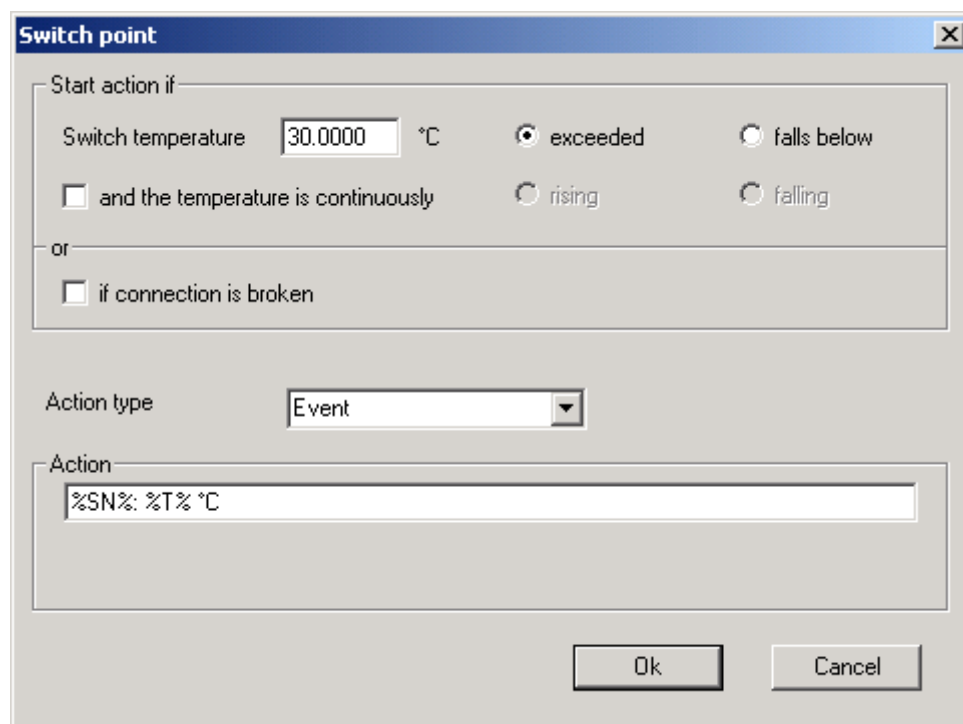 Switch point
Start action if
Switch temperature 30.0000 °C exceeded falls below
and the temperature is continuously rising falling
or
if connection is broken
Action type Event
Action
%SN%: %T% °C
Ok Cancel